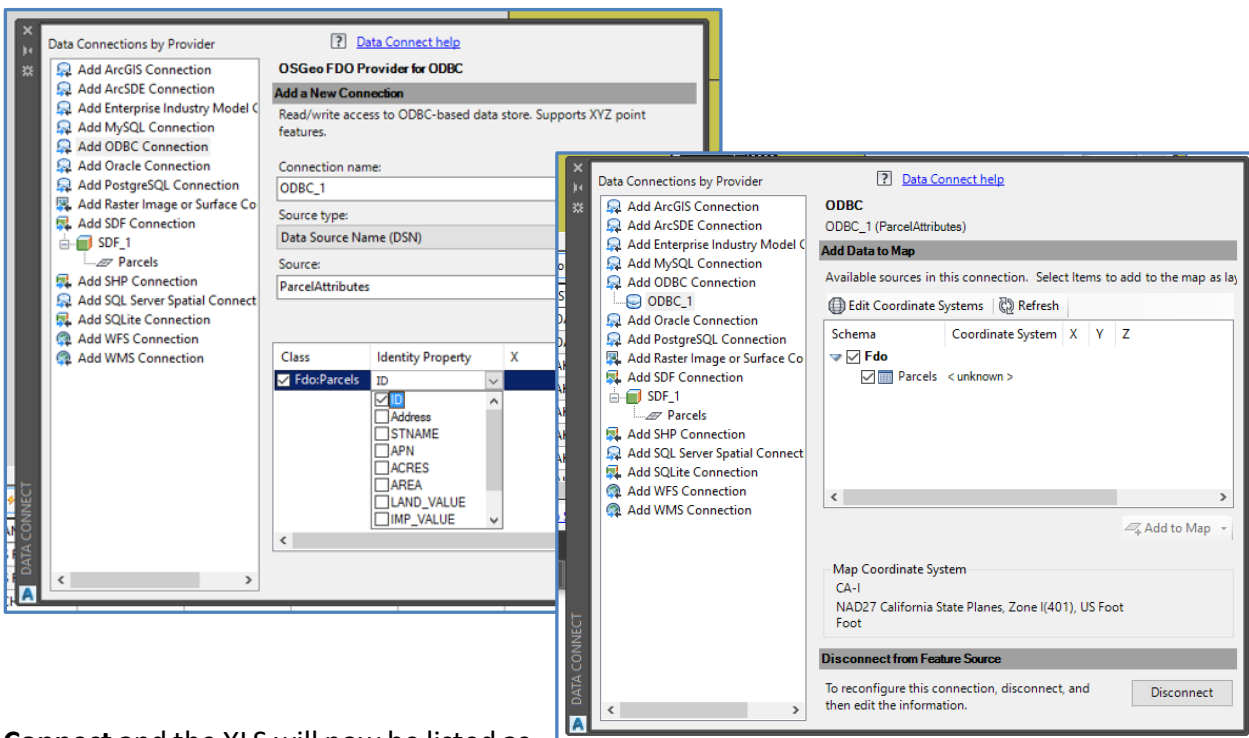 Data Connections by Provider
Add ArcGIS Connection
Add ArcSDE Connection
Add Enterprise Industry Model C
Add MySQL Connection
Add ODBC Connection
Add Oracle Connection
Add PostgreSQL Connection
Add Raster Image or Surface Co
Add SDF Connection
SDF_1
Parcels
Add SHP Connection
Add SQL Server Spatial Connect
Add SQLite Connection
Add WFS Connection
Add WMS Connection
DATA CONNECT
? Data Connect help
OSGeo FDO Provider for ODBC
Add a New Connection
Read/write access to ODBC-based data store. Supports XYZ point
features.
Connection name:
ODBC_1
Source type:
Data Source Name (DSN)
Source:
ParcelAttributes
Class Identity Property X
Fdo:Parcels ID
ID
Address
STNAME
APN
ACRES
AREA
LAND_VALUE
IMP_VALUE
Data Connections by Provider
Add ArcGIS Connection
Add ArcSDE Connection
Add Enterprise Industry Model C
Add MySQL Connection
Add ODBC Connection
ODBC_1
Add Oracle Connection
Add PostgreSQL Connection
Add Raster Image or Surface Co
Add SDF Connection
SDF_1
Parcels
Add SHP Connection
Add SQL Server Spatial Connect
Add SQLite Connection
Add WFS Connection
Add WMS Connection
DATA CONNECT
? Data Connect help
ODBC
ODBC_1 (ParcelAttributes)
Add Data to Map
Available sources in this connection. Select Items to add to the map as lay
Edit Coordinate Systems Refresh
Schema Coordinate System X Y Z
Fdo
Parcels < unknown >
Add to Map
Map Coordinate System
CA-I
NAD27 California State Planes, Zone I(401), US Foot
Foot
Disconnect from Feature Source
To reconfigure this connection, disconnect, and
then edit the information.
Disconnect
Connect and the XLS will now be listed as